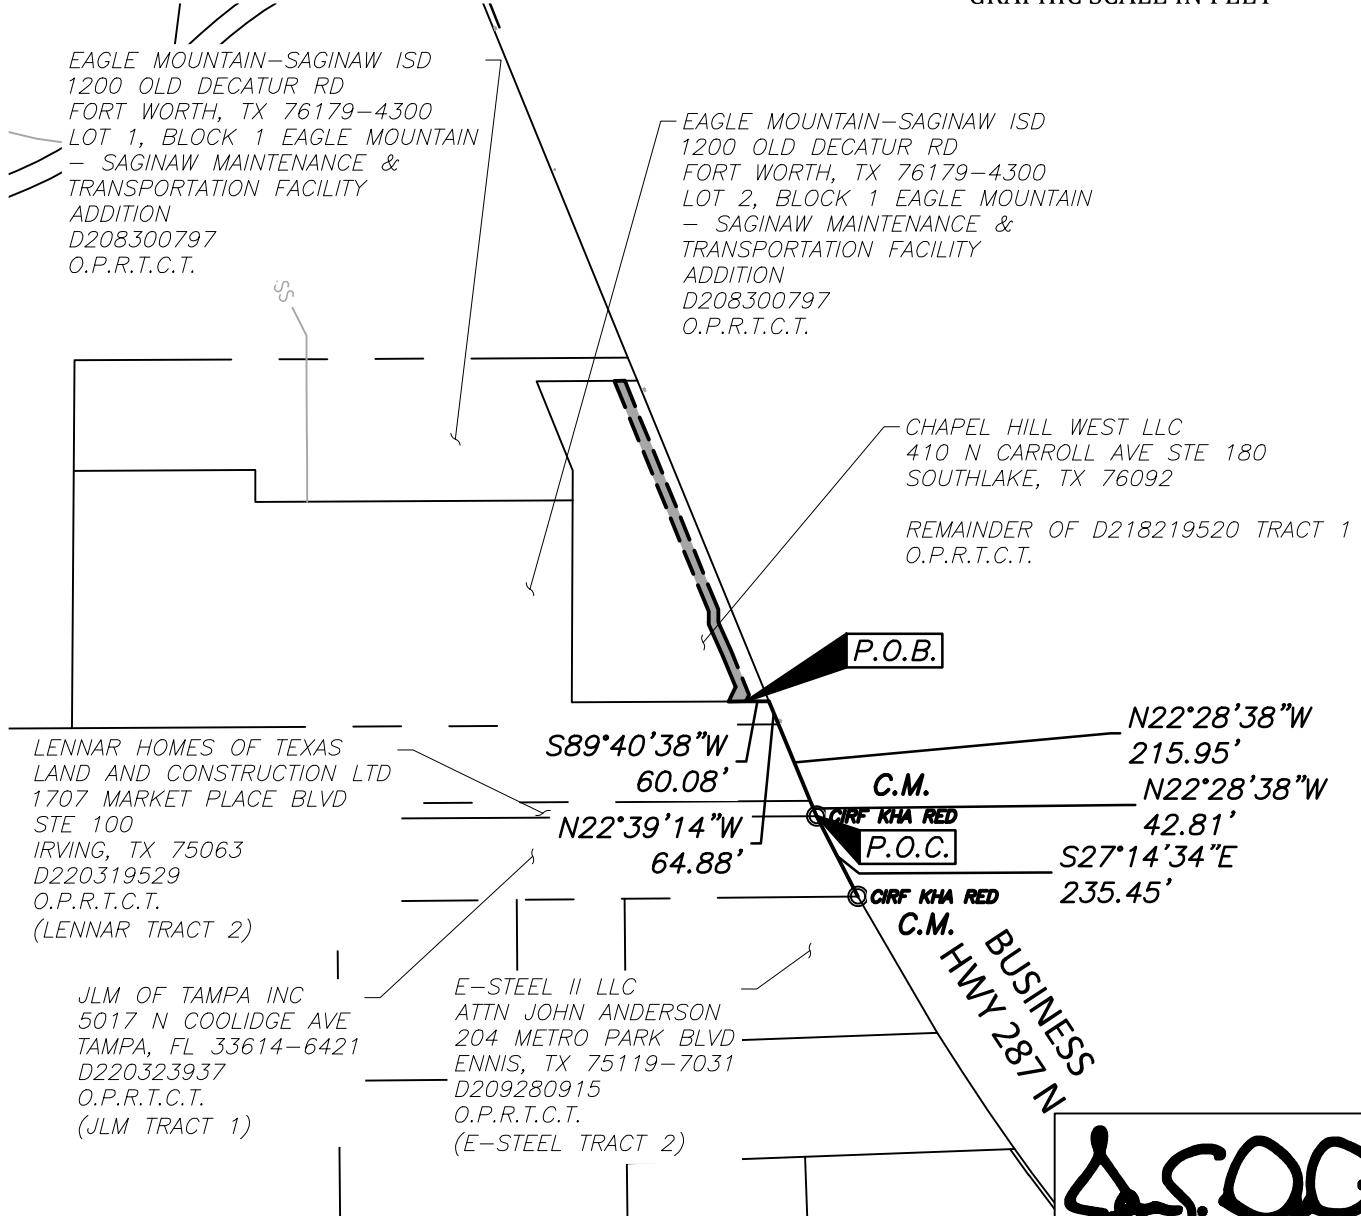 EAGLE MOUNTAIN-SAGINAW ISD
1200 OLD DECATUR RD
FORT WORTH, TX 76179-4300
LOT 1, BLOCK 1 EAGLE MOUNTAIN
- SAGINAW MAINTENANCE &
TRANSPORTATION FACILITY
ADDITION
D208300797
O.P.R.T.C.T.
EAGLE MOUNTAIN-SAGINAW ISD
1200 OLD DECATUR RD
FORT WORTH, TX 76179-4300
LOT 2, BLOCK 1 EAGLE MOUNTAIN
- SAGINAW MAINTENANCE &
TRANSPORTATION FACILITY
ADDITION
D208300797
O.P.R.T.C.T.
SS
CHAPEL HILL WEST LLC
410 N CARROLL AVE STE 180
SOUTHLAKE, TX 76092
REMAINDER OF D218219520 TRACT 1
O.P.R.T.C.T.
P.O.B.
S89°40'38"W
60.08'
N22°28'38"W
215.95'
C.M.
N22°28'38"W
42.81'
CIRF KHA RED
N22°39'14"W
64.88'
P.O.C.
S27°14'34"E
235.45'
CIRF KHA RED
C.M.
BUSINESS
HWY 287 N
LENNAR HOMES OF TEXAS
LAND AND CONSTRUCTION LTD
1707 MARKET PLACE BLVD
STE 100
IRVING, TX 75063
D220319529
O.P.R.T.C.T.
(LENNAR TRACT 2)
JLM OF TAMPA INC
5017 N COOLIDGE AVE
TAMPA, FL 33614-6421
D220323937
O.P.R.T.C.T.
(JLM TRACT 1)
E-STEEL II LLC
ATTN JOHN ANDERSON
204 METRO PARK BLVD
ENNIS, TX 75119-7031
D209280915
O.P.R.T.C.T.
(E-STEEL TRACT 2)